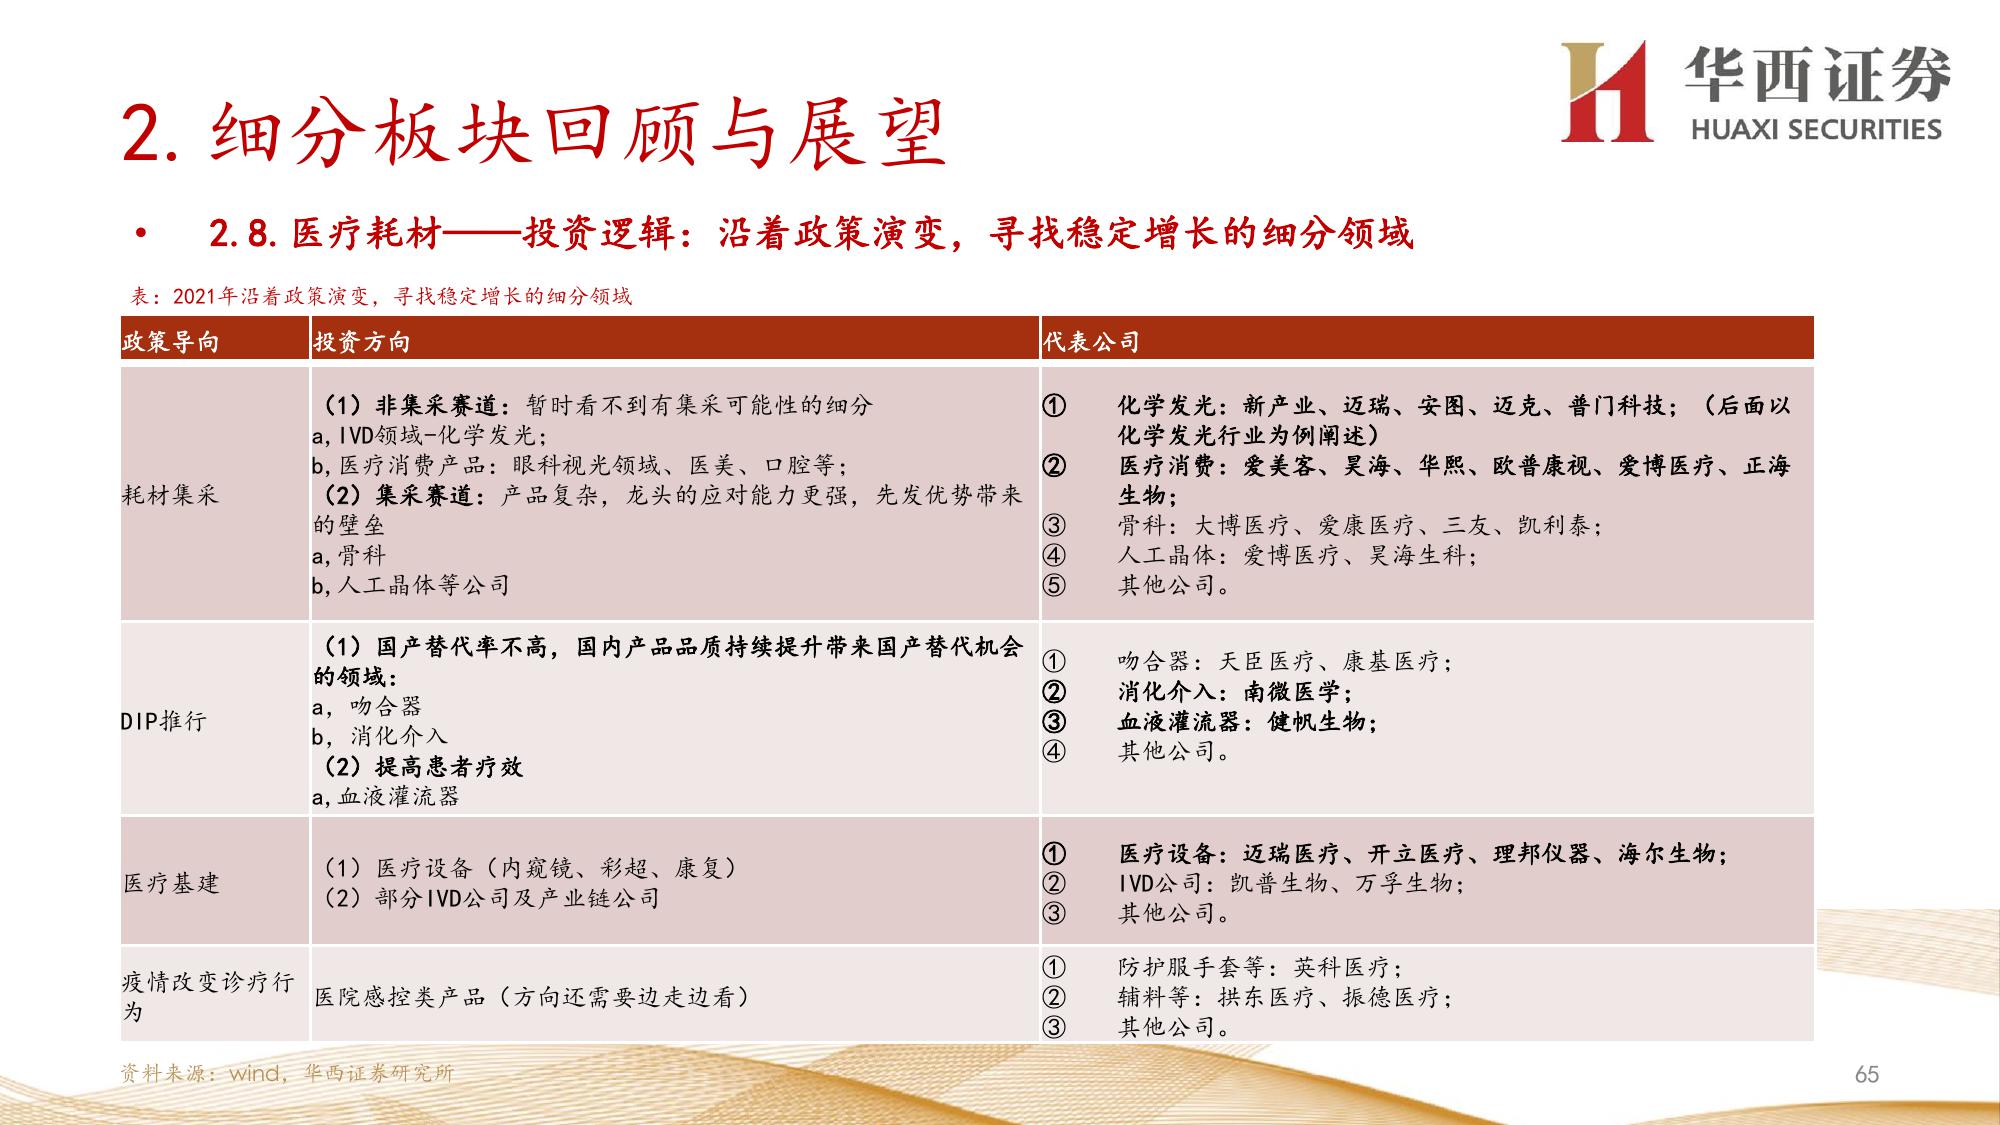 华西证券
HUAXI SECURITIES
2. 细分板块回顾与展望
• 2.8. 医疗耗材——投资逻辑：沿着政策演变，寻找稳定增长的细分领域
表：2021年沿着政策演变，寻找稳定增长的细分领域
政策导向 投资方向 代表公司
耗材集采
（1）非集采赛道：暂时看不到有集采可能性的细分
a,IVD领域-化学发光；
b,医疗消费产品：眼科视光领域、医美、口腔等；
（2）集采赛道：产品复杂，龙头的应对能力更强，先发优势带来
的壁垒
a,骨科
b,人工晶体等公司
① 化学发光：新产业、迈瑞、安图、迈克、普门科技；（后面以
化学发光行业为例阐述）
② 医疗消费：爱美客、昊海、华熙、欧普康视、爱博医疗、正海
生物；
③ 骨科：大博医疗、爱康医疗、三友、凯利泰；
④ 人工晶体：爱博医疗、昊海生科；
⑤ 其他公司。
DIP推行
（1）国产替代率不高，国内产品品质持续提升带来国产替代机会
的领域：
a，吻合器
b，消化介入
（2）提高患者疗效
a,血液灌流器
① 吻合器：天臣医疗、康基医疗；
② 消化介入：南微医学；
③ 血液灌流器：健帆生物；
④ 其他公司。
医疗基建
（1）医疗设备（内窥镜、彩超、康复）
（2）部分IVD公司及产业链公司
① 医疗设备：迈瑞医疗、开立医疗、理邦仪器、海尔生物；
② IVD公司：凯普生物、万孚生物；
③ 其他公司。
疫情改变诊疗行
为
医院感控类产品（方向还需要边走边看）
① 防护服手套等：英科医疗；
② 辅料等：拱东医疗、振德医疗；
③ 其他公司。
资料来源：wind，华西证券研究所
65